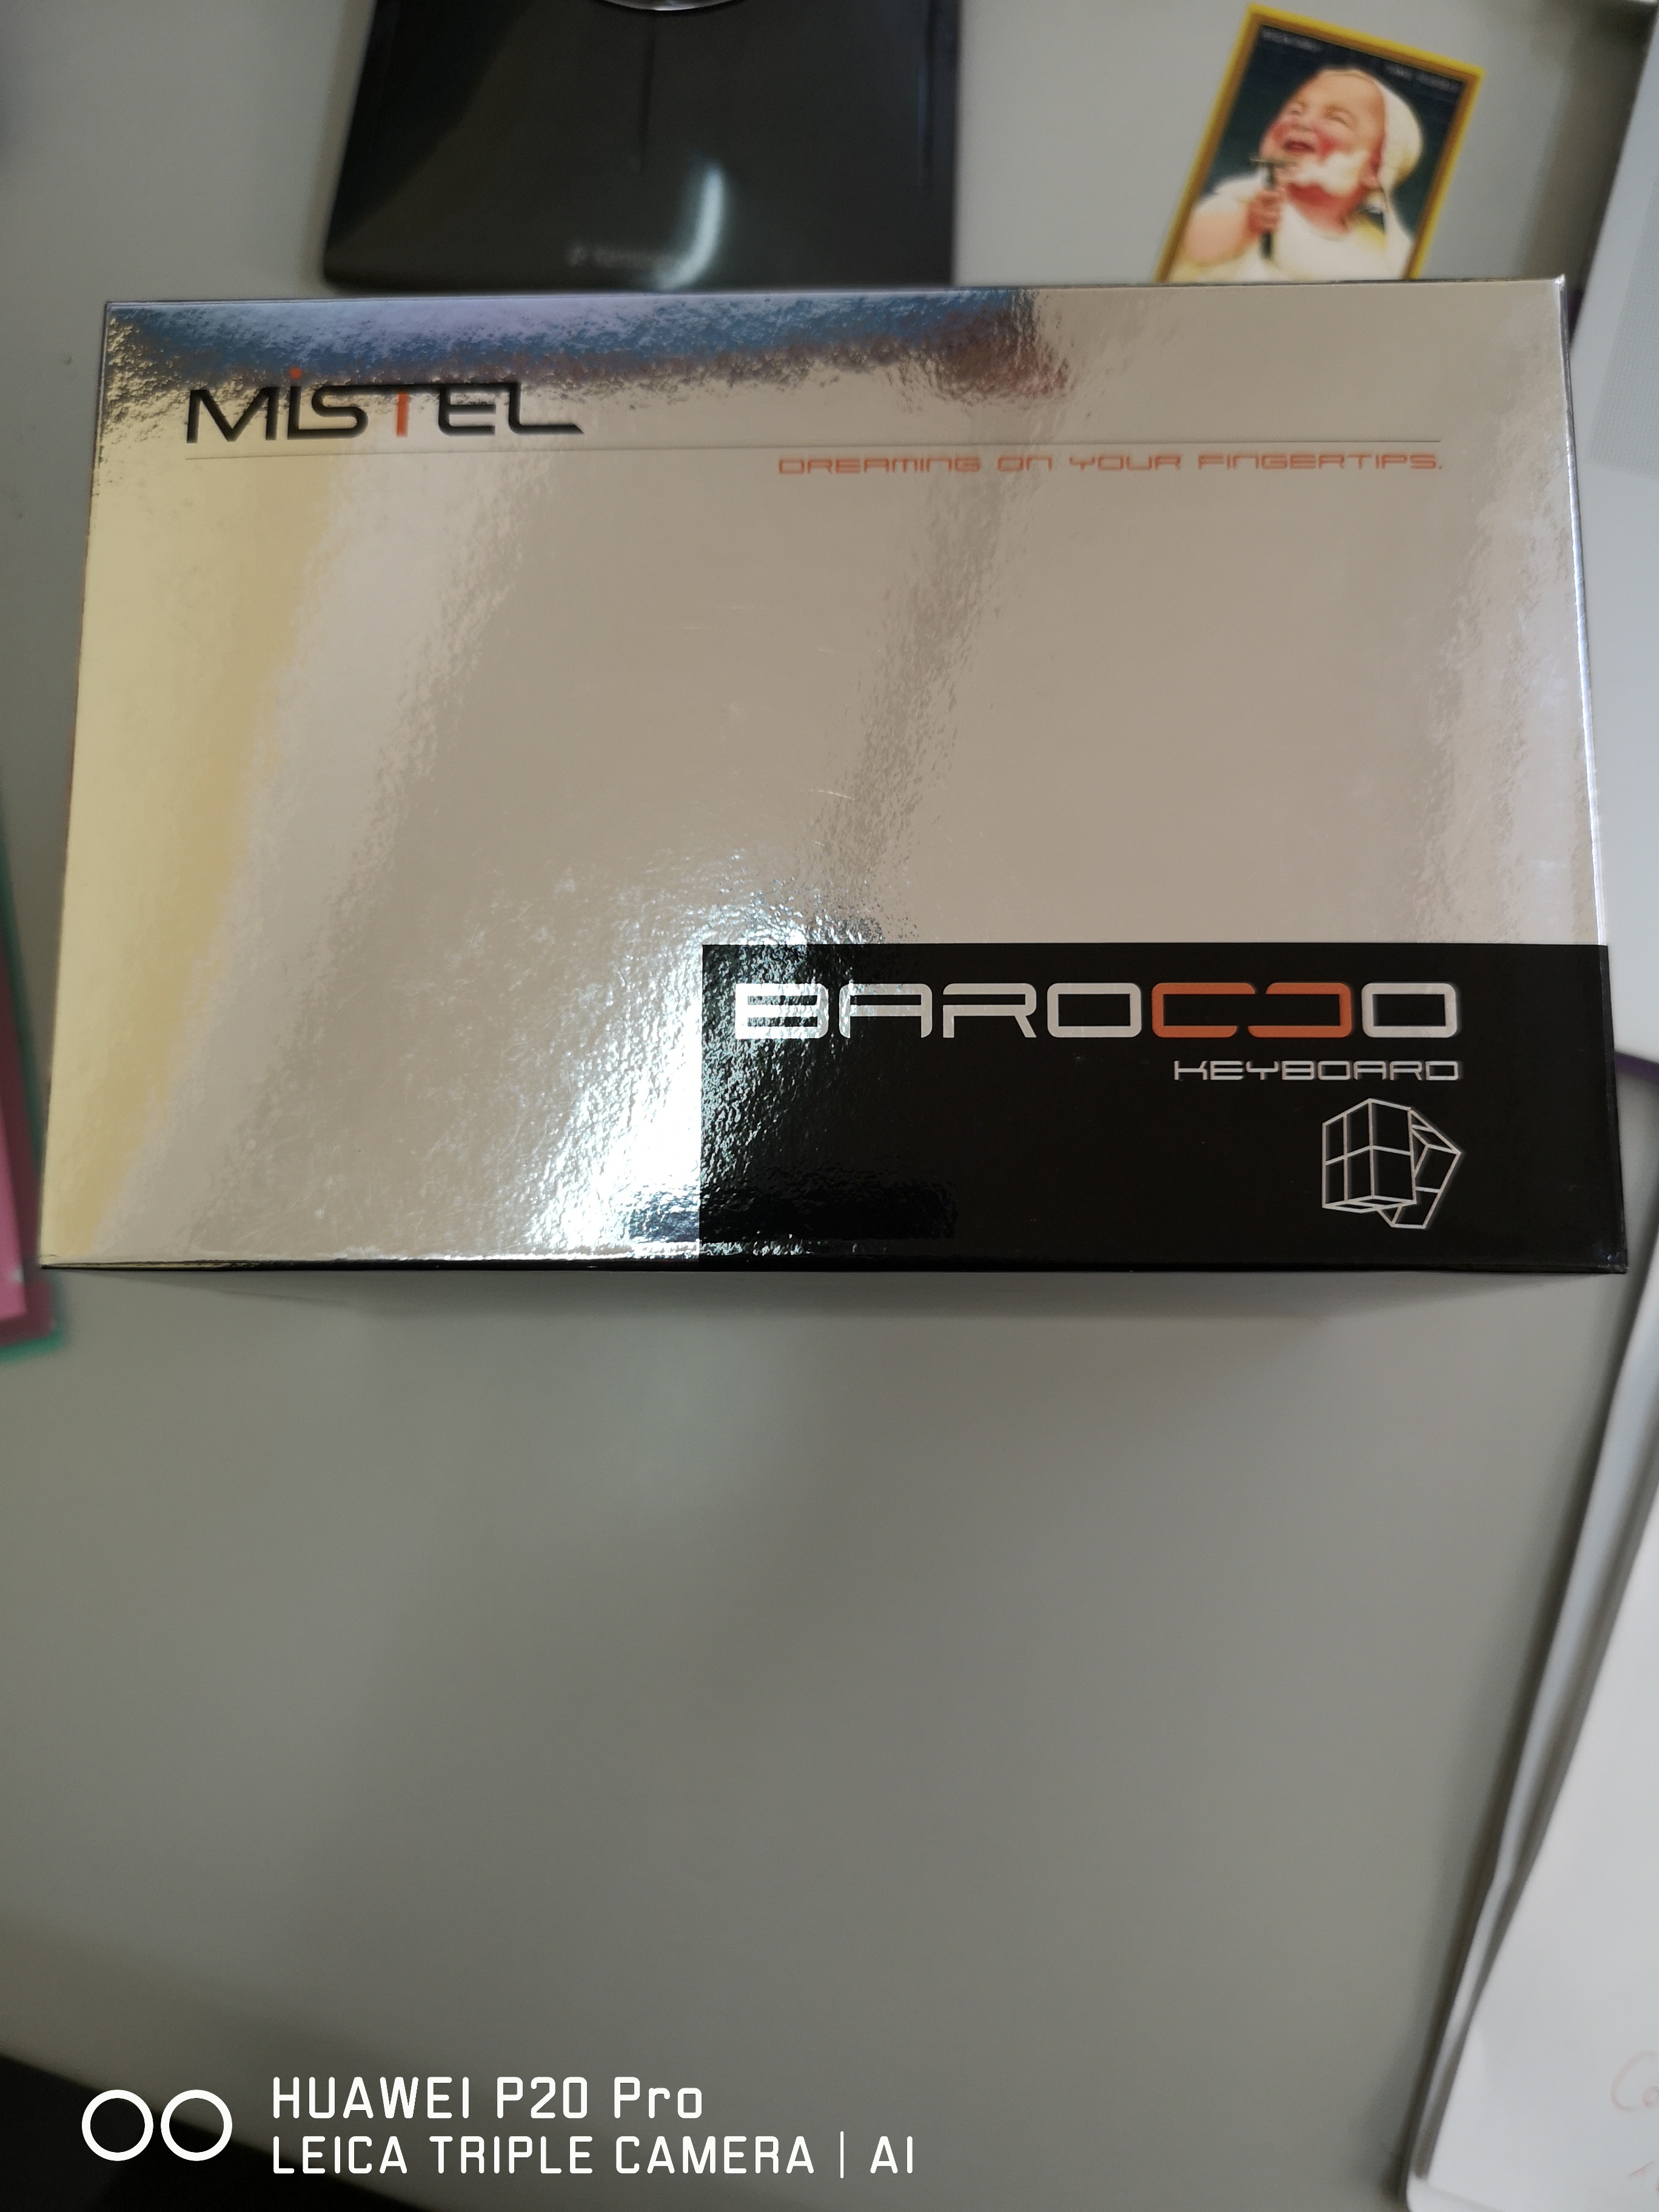 MISTEL
DREAMING ON YOUR FINGERTIPS.
BAROCCO
KEYBOARD
HUAWEI P20 Pro
LEICA TRIPLE CAMERA | AI